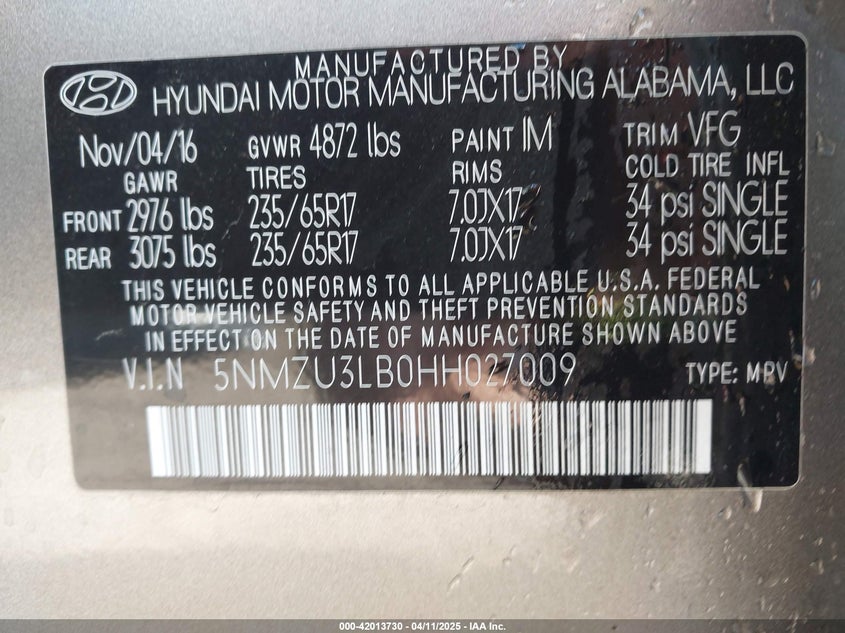 MANUFACTURED BY
HYUNDAI MOTOR MANUFACTURING ALABAMA, LLC
Nov/04/16 GVWR 4872 lbs PAINT IM TRIM VFG
GAWR TIRES RIMS COLD TIRE INFL
FRONT 2976 lbs 235/65R17 7.0JX17 34 psi SINGLE
REAR 3075 lbs 235/65R17 7.0JX17 34 psi SINGLE
THIS VEHICLE CONFORMS TO ALL APPLICABLE U.S.A. FEDERAL
MOTOR VEHICLE SAFETY AND THEFT PREVENTION STANDARDS
IN EFFECT ON THE DATE OF MANUFACTURE SHOWN ABOVE
V.I.N 5NMZU3LB0HH027009 TYPE: MPV
000-42013730 - 04/11/2025 - IAA Inc.